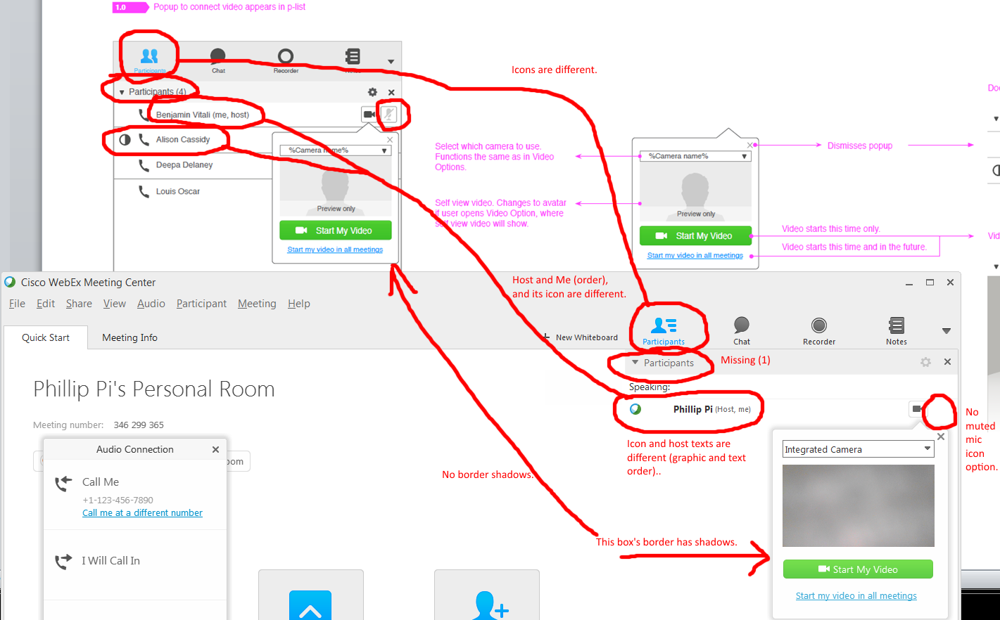 1.0 Popup to connect video appears in p-list
Participants Chat Recorder
Participants (4)
Benjamin Vitali (me, host)
Alison Cassidy
Deepa Delaney
Louis Oscar
%Camera name%
Preview only
Start My Video
Start my video in all meetings
Icons are different.
Select which camera to use.
Functions the same as in Video
Options.
Self view video. Changes to avatar
if user opens Video Option, where
self view video will show.
%Camera name%
Preview only
Start My Video
Start my video in all meetings
Dismisses popup
Video starts this time only.
Video starts this time and in the future.
Host and Me (order),
and its icon are different.
Cisco WebEx Meeting Center
File Edit Share View Audio Participant Meeting Help
Quick Start Meeting Info
New Whiteboard
Participants Chat Recorder Notes
Participants
Missing (1)
Speaking:
Phillip Pi (Host, me)
Icon and host texts are
different (graphic and text
order)..
No
muted
mic
icon
option.
Integrated Camera
Start My Video
Start my video in all meetings
Phillip Pi's Personal Room
Meeting number: 346 299 365
Audio Connection
Call Me
+1-123-456-7890
Call me at a different number
I Will Call In
No border shadows.
This box's border has shadows.